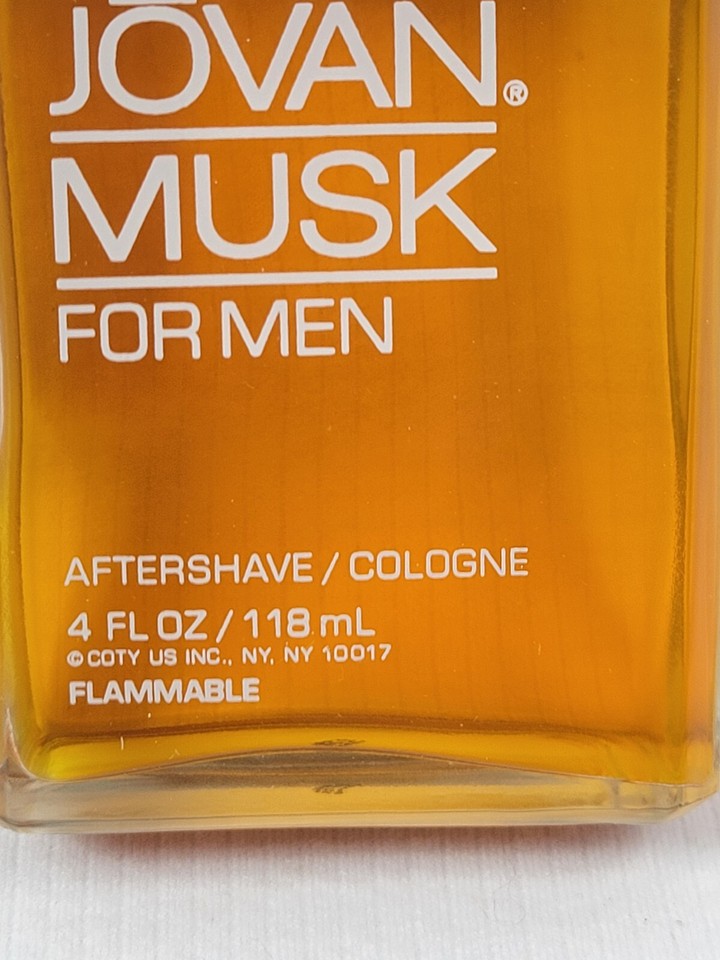 JŌVAN®
MUSK
FOR MEN
AFTERSHAVE / COLOGNE
4 FL OZ / 118 mL
© COTY US INC., NY, NY 10017
FLAMMABLE